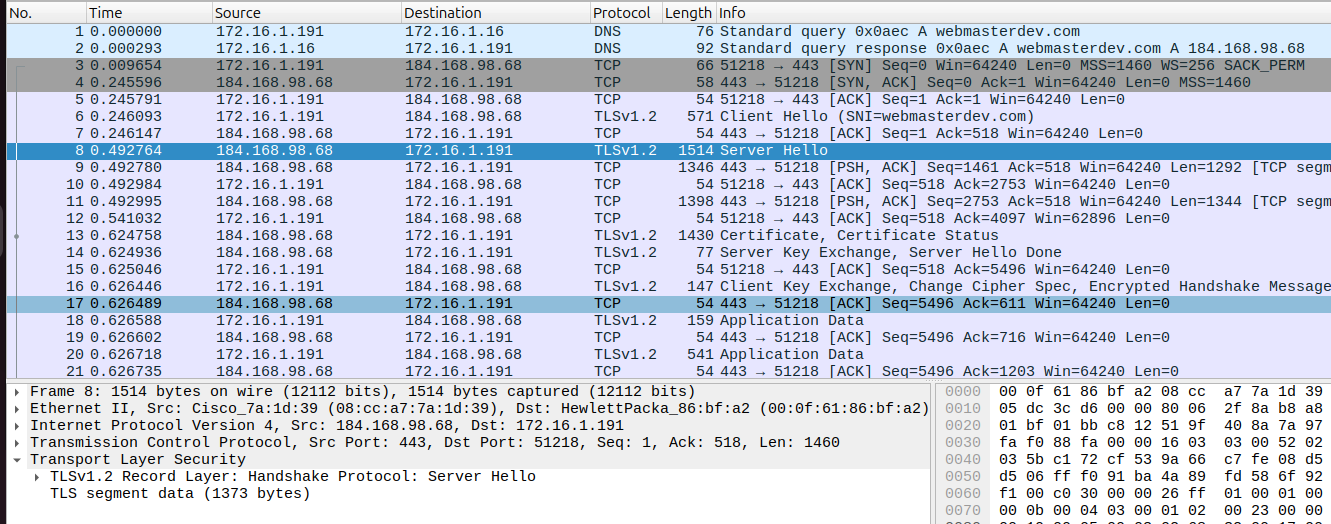 No. Time Source Destination Protocol Length Info
1 0.000000 172.16.1.191 172.16.1.16 DNS 76 Standard query 0x0aec A webmasterdev.com
2 0.000293 172.16.1.16 172.16.1.191 DNS 92 Standard query response 0x0aec A webmasterdev.com A 184.168.98.68
3 0.009654 172.16.1.191 184.168.98.68 TCP 66 51218 → 443 [SYN] Seq=0 Win=64240 Len=0 MSS=1460 WS=256 SACK_PERM
4 0.245596 184.168.98.68 172.16.1.191 TCP 58 443 → 51218 [SYN, ACK] Seq=0 Ack=1 Win=64240 Len=0 MSS=1460
5 0.245791 172.16.1.191 184.168.98.68 TCP 54 51218 → 443 [ACK] Seq=1 Ack=1 Win=64240 Len=0
6 0.246093 172.16.1.191 184.168.98.68 TLSv1.2 571 Client Hello (SNI=webmasterdev.com)
7 0.246147 184.168.98.68 172.16.1.191 TCP 54 443 → 51218 [ACK] Seq=1 Ack=518 Win=64240 Len=0
8 0.492764 184.168.98.68 172.16.1.191 TLSv1.2 1514 Server Hello
9 0.492780 184.168.98.68 172.16.1.191 TCP 1346 443 → 51218 [PSH, ACK] Seq=1461 Ack=518 Win=64240 Len=1292 [TCP segm
10 0.492984 172.16.1.191 184.168.98.68 TCP 54 51218 → 443 [ACK] Seq=518 Ack=2753 Win=64240 Len=0
11 0.492995 184.168.98.68 172.16.1.191 TCP 1398 443 → 51218 [PSH, ACK] Seq=2753 Ack=518 Win=64240 Len=1344 [TCP segm
12 0.541032 172.16.1.191 184.168.98.68 TCP 54 51218 → 443 [ACK] Seq=518 Ack=4097 Win=62896 Len=0
13 0.624758 184.168.98.68 172.16.1.191 TLSv1.2 1430 Certificate, Certificate Status
14 0.624936 184.168.98.68 172.16.1.191 TLSv1.2 77 Server Key Exchange, Server Hello Done
15 0.625046 172.16.1.191 184.168.98.68 TCP 54 51218 → 443 [ACK] Seq=518 Ack=5496 Win=64240 Len=0
16 0.626446 172.16.1.191 184.168.98.68 TLSv1.2 147 Client Key Exchange, Change Cipher Spec, Encrypted Handshake Message
17 0.626489 184.168.98.68 172.16.1.191 TCP 54 443 → 51218 [ACK] Seq=5496 Ack=611 Win=64240 Len=0
18 0.626588 172.16.1.191 184.168.98.68 TLSv1.2 159 Application Data
19 0.626602 184.168.98.68 172.16.1.191 TCP 54 443 → 51218 [ACK] Seq=5496 Ack=716 Win=64240 Len=0
20 0.626718 172.16.1.191 184.168.98.68 TLSv1.2 541 Application Data
21 0.626735 184.168.98.68 172.16.1.191 TCP 54 443 → 51218 [ACK] Seq=5496 Ack=1203 Win=64240 Len=0
Frame 8: 1514 bytes on wire (12112 bits), 1514 bytes captured (12112 bits)
Ethernet II, Src: Cisco_7a:1d:39 (08:cc:a7:7a:1d:39), Dst: HewlettPacka_86:bf:a2 (00:0f:61:86:bf:a2)
Internet Protocol Version 4, Src: 184.168.98.68, Dst: 172.16.1.191
Transmission Control Protocol, Src Port: 443, Dst Port: 51218, Seq: 1, Ack: 518, Len: 1460
Transport Layer Security
TLSv1.2 Record Layer: Handshake Protocol: Server Hello
TLS segment data (1373 bytes)
0000 00 0f 61 86 bf a2 08 cc a7 7a 1d 39
0010 05 dc 3c d6 00 00 80 06 2f 8a b8 a8
0020 01 bf 01 bb c8 12 51 9f 40 8a 7a 97
0030 fa f0 88 fa 00 00 16 03 03 00 52 02
0040 03 5b c1 72 cf 53 9a 66 c7 fe 08 d5
0050 d5 06 ff f0 91 ba 4a 89 fd 58 6f 92
0060 f1 00 c0 30 00 00 26 ff 01 00 01 00
0070 00 0b 00 04 03 00 01 02 00 23 00 00